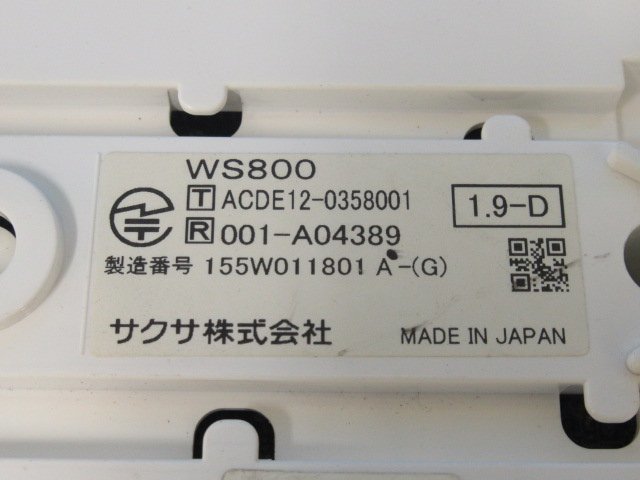 WS800
T ACDE12-0358001
1.9-D
R 001-A04389
製造番号 155W011801 A-(G)
サクサ株式会社
MADE IN JAPAN